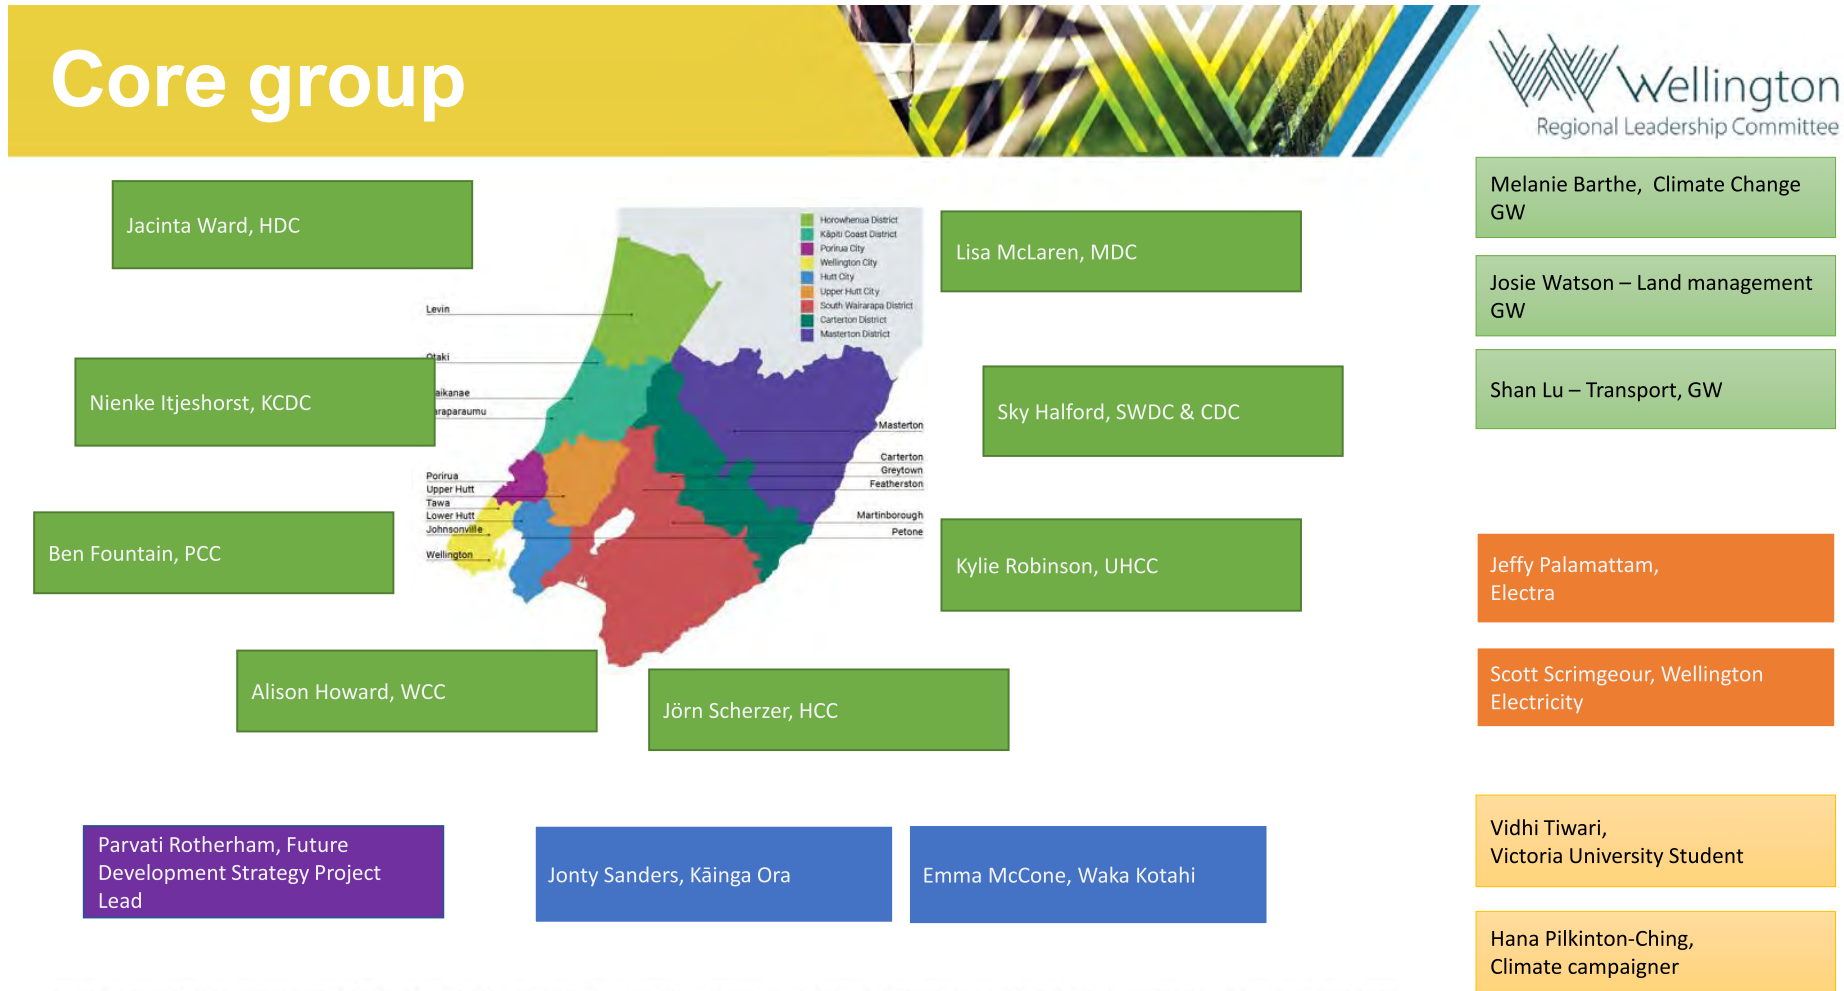 Core group
Wellington
Regional Leadership Committee
Jacinta Ward, HDC
Nienke Itjeshorst, KCDC
Ben Fountain, PCC
Alison Howard, WCC
Jörn Scherzer, HCC
Lisa McLaren, MDC
Sky Halford, SWDC & CDC
Kylie Robinson, UHCC
Horowhenua District
Kāpiti Coast District
Porirua City
Wellington City
Hutt City
Upper Hutt City
South Wairarapa District
Carterton District
Masterton District
Levin
Otaki
aikanae
araparaumu
Porirua
Upper Hutt
Tawa
Lower Hutt
Johnsonville
Wellington
Masterton
Carterton
Greytown
Featherston
Martinborough
Petone
Melanie Barthe,  Climate Change
GW
Josie Watson – Land management
GW
Shan Lu – Transport, GW
Jeffy Palamattam,
Electra
Scott Scrimgeour, Wellington
Electricity
Vidhi Tiwari,
Victoria University Student
Hana Pilkinton-Ching,
Climate campaigner
Parvati Rotherham, Future
Development Strategy Project
Lead
Jonty Sanders, Kāinga Ora
Emma McCone, Waka Kotahi